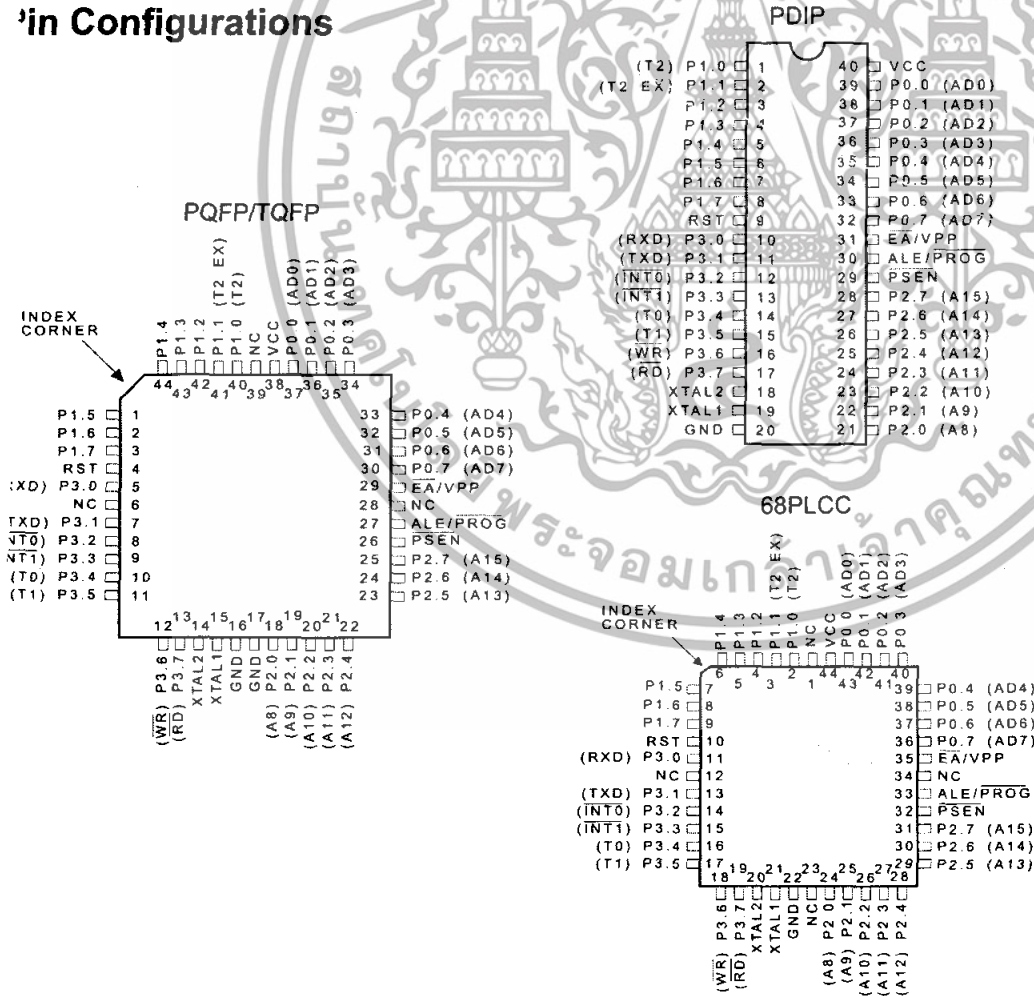 'in Configurations
PDIP
(T2) P1.0 1 40 VCC
(T2 EX) P1.1 2 39 P0.0 (AD0)
P1.2 3 38 P0.1 (AD1)
P1.3 4 37 P0.2 (AD2)
P1.4 5 36 P0.3 (AD3)
P1.5 6 35 P0.4 (AD4)
P1.6 7 34 P0.5 (AD5)
P1.7 8 33 P0.6 (AD6)
RST 9 32 P0.7 (AD7)
(RXD) P3.0 10 31 EA/VPP
(TXD) P3.1 11 30 ALE/PROG
(INT0) P3.2 12 29 PSEN
(INT1) P3.3 13 28 P2.7 (A15)
(T0) P3.4 14 27 P2.6 (A14)
(T1) P3.5 15 26 P2.5 (A13)
(WR) P3.6 16 25 P2.4 (A12)
(RD) P3.7 17 24 P2.3 (A11)
XTAL2 18 23 P2.2 (A10)
XTAL1 19 22 P2.1 (A9)
GND 20 21 P2.0 (A8)
PQFP/TQFP
INDEX
CORNER
P1.4
P1.3
P1.2
P1.1 (T2 EX)
P1.0 (T2)
NC
VCC
P0.0 (AD0)
P0.1 (AD1)
P0.2 (AD2)
P0.3 (AD3)
44 43 42 41 40 39 38 37 36 35 34
P1.5 1 33 P0.4 (AD4)
P1.6 2 32 P0.5 (AD5)
P1.7 3 31 P0.6 (AD6)
RST 4 30 P0.7 (AD7)
XD) P3.0 5 29 EA/VPP
NC 6 28 NC
TXD) P3.1 7 27 ALE/PROG
NT0) P3.2 8 26 PSEN
NT1) P3.3 9 25 P2.7 (A15)
(T0) P3.4 10 24 P2.6 (A14)
(T1) P3.5 11 23 P2.5 (A13)
12 13 14 15 16 17 18 19 20 21 22
(WR) P3.6
(RD) P3.7
XTAL2
XTAL1
GND
GND
(A8) P2.0
(A9) P2.1
(A10) P2.2
(A11) P2.3
(A12) P2.4
68PLCC
INDEX
CORNER
P1.4
P1.3
P1.2
P1.1 (T2 EX)
P1.0 (T2)
NC
VCC
P0.0 (AD0)
P0.1 (AD1)
P0.2 (AD2)
P0.3 (AD3)
6 5 4 3 2 1 44 43 42 41 40
P1.5 7 39 P0.4 (AD4)
P1.6 8 38 P0.5 (AD5)
P1.7 9 37 P0.6 (AD6)
RST 10 36 P0.7 (AD7)
(RXD) P3.0 11 35 EA/VPP
NC 12 34 NC
(TXD) P3.1 13 33 ALE/PROG
(INT0) P3.2 14 32 PSEN
(INT1) P3.3 15 31 P2.7 (A15)
(T0) P3.4 16 30 P2.6 (A14)
(T1) P3.5 17 29 P2.5 (A13)
18 19 20 21 22 23 24 25 26 27 28
(WR) P3.6
(RD) P3.7
XTAL2
XTAL1
GND
NC
(A8) P2.0
(A9) P2.1
(A10) P2.2
(A11) P2.3
(A12) P2.4
พระจอมเกล้า